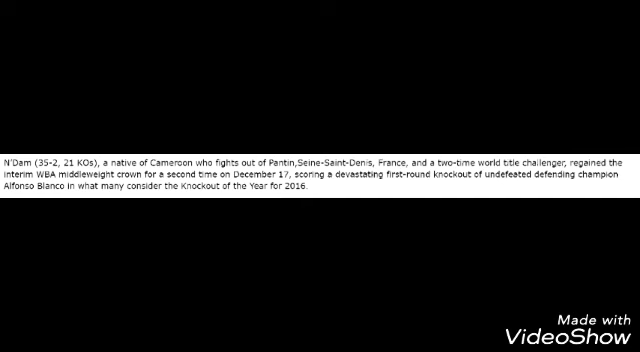 N'Dam (35-2, 21 KOs), a native of Cameroon who fights out of Pantin,Seine-Saint-Denis, France, and a two-time world title challenger, regained the
interim WBA middleweight crown for a second time on December 17, scoring a devastating first-round knockout of undefeated defending champion
Alfonso Blanco in what many consider the Knockout of the Year for 2016.
Made with
VideoShow